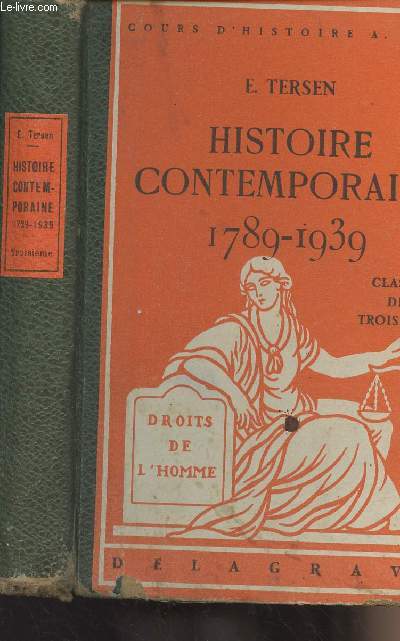 Le-livre.com
E. Tersen
HISTOIRE
CONTEM-
PORAINE
1789-1939
Troisième
COURS D'HISTOIRE A.
E. TERSEN
HISTOIRE
CONTEMPORAI
1789-1939
CLAS
DE
TROIS
DROITS
DE
L'HOMME
DELAGRAV